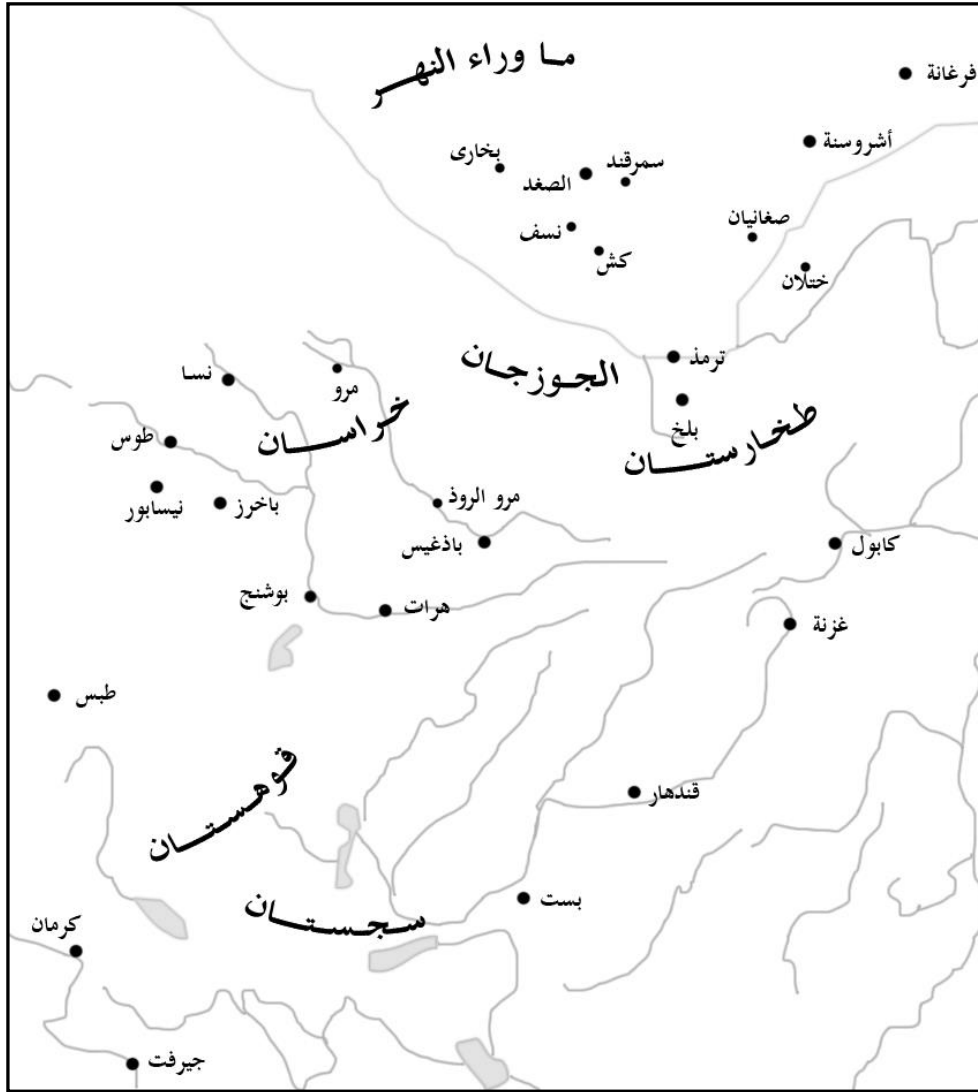 ما وراء النهر
فرغانة
أشروسنة
بخارى
سمرقند
الصغد
صغانيان
نسف
كش
ختلان
ترمذ
الجوزجان
نسا
مرو
بلخ
خراسان
طخارستان
طوس
نيسابور
باخرز
مرو الروذ
باذغيس
كابول
بوشنج
هرات
غزنة
طبس
قوهستان
قندهار
بست
سجستان
كرمان
جيرفت